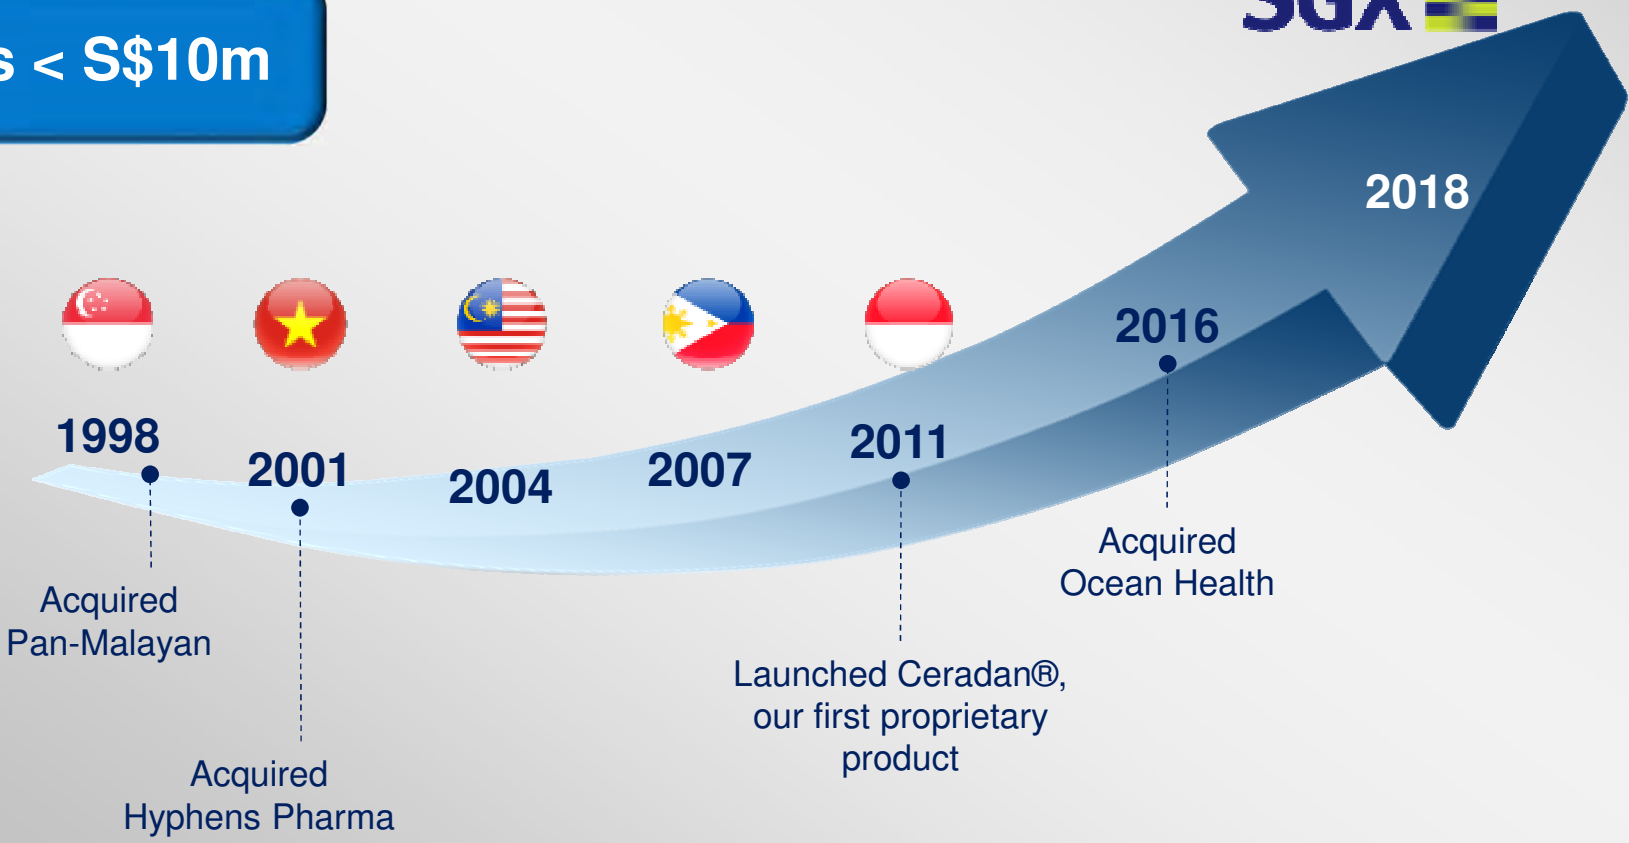 SGX
s < S$10m
2018
2016
1998
2001
2004
2007
2011
Acquired
Ocean Health
Acquired
Pan-Malayan
Launched Ceradan®,
our first proprietary
product
Acquired
Hyphens Pharma